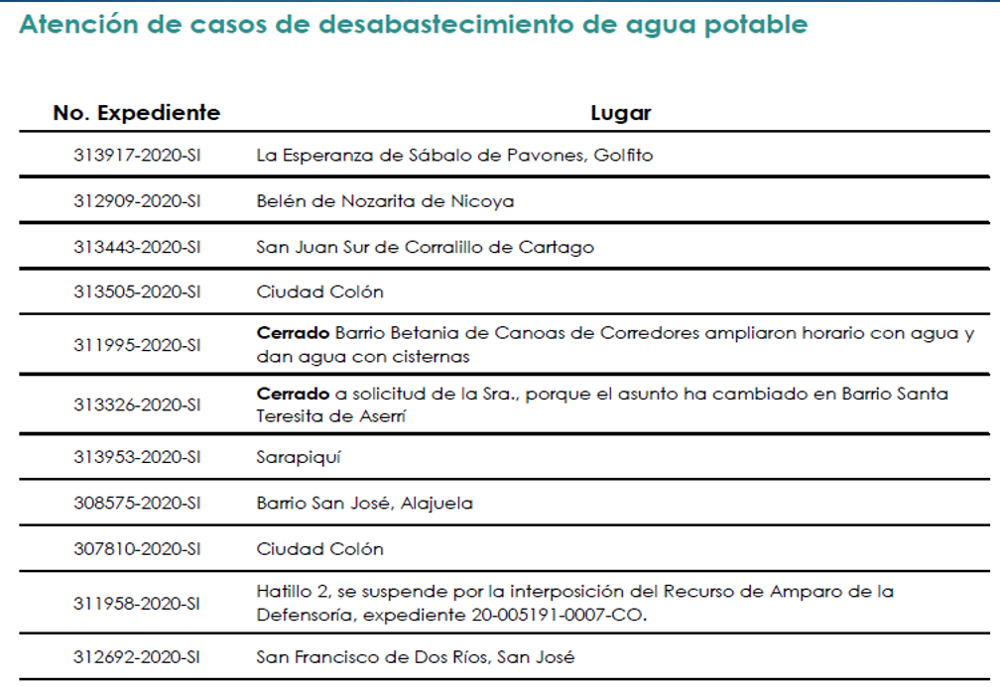 Atención de casos de desabastecimiento de agua potable
No. Expediente Lugar
313917-2020-SI La Esperanza de Sábalo de Pavones, Golfito
312909-2020-SI Belén de Nozarita de Nicoya
313443-2020-SI San Juan Sur de Corralillo de Cartago
313505-2020-SI Ciudad Colón
311995-2020-SI Cerrado Barrio Betania de Canoas de Corredores ampliaron horario con agua y
dan agua con cisternas
313326-2020-SI Cerrado a solicitud de la Sra., porque el asunto ha cambiado en Barrio Santa
Teresita de Aserrí
313953-2020-SI Sarapiquí
308575-2020-SI Barrio San José, Alajuela
307810-2020-SI Ciudad Colón
311958-2020-SI Hatillo 2, se suspende por la interposición del Recurso de Amparo de la
Defensoría, expediente 20-005191-0007-CO.
312692-2020-SI San Francisco de Dos Ríos, San José